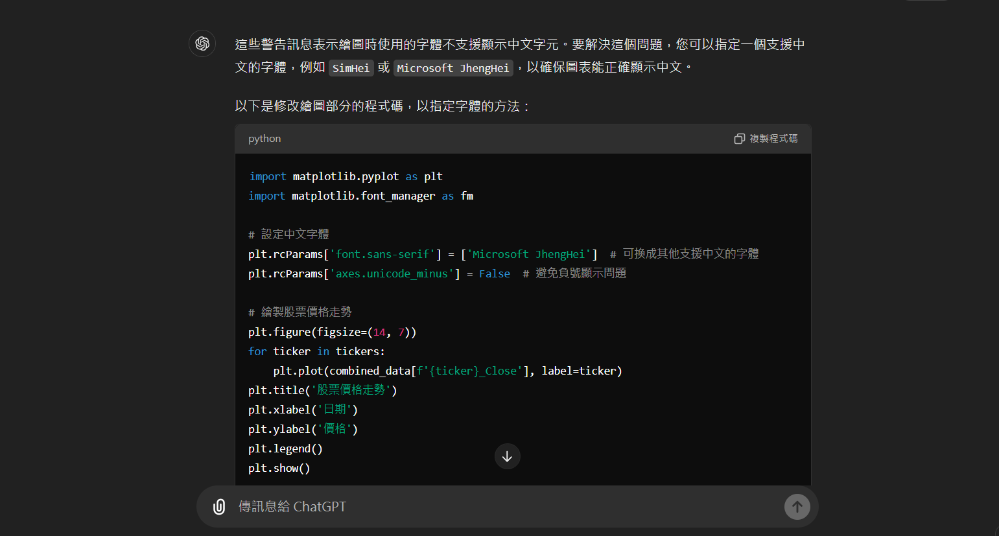 這些警告訊息表示繪圖時使用的字體不支援顯示中文字元。要解決這個問題，您可以指定一個支援中
文的字體，例如 SimHei 或 Microsoft JhengHei ，以確保圖表能正確顯示中文。
以下是修改繪圖部分的程式碼，以指定字體的方法：
python 複製程式碼
import matplotlib.pyplot as plt
import matplotlib.font_manager as fm
# 設定中文字體
plt.rcParams['font.sans-serif'] = ['Microsoft JhengHei']  # 可換成其他支援中文的字體
plt.rcParams['axes.unicode_minus'] = False  # 避免負號顯示問題
# 繪製股票價格走勢
plt.figure(figsize=(14, 7))
for ticker in tickers:
    plt.plot(combined_data[f'{ticker}_Close'], label=ticker)
plt.title('股票價格走勢')
plt.xlabel('日期')
plt.ylabel('價格')
plt.legend()
plt.show()
傳訊息給 ChatGPT